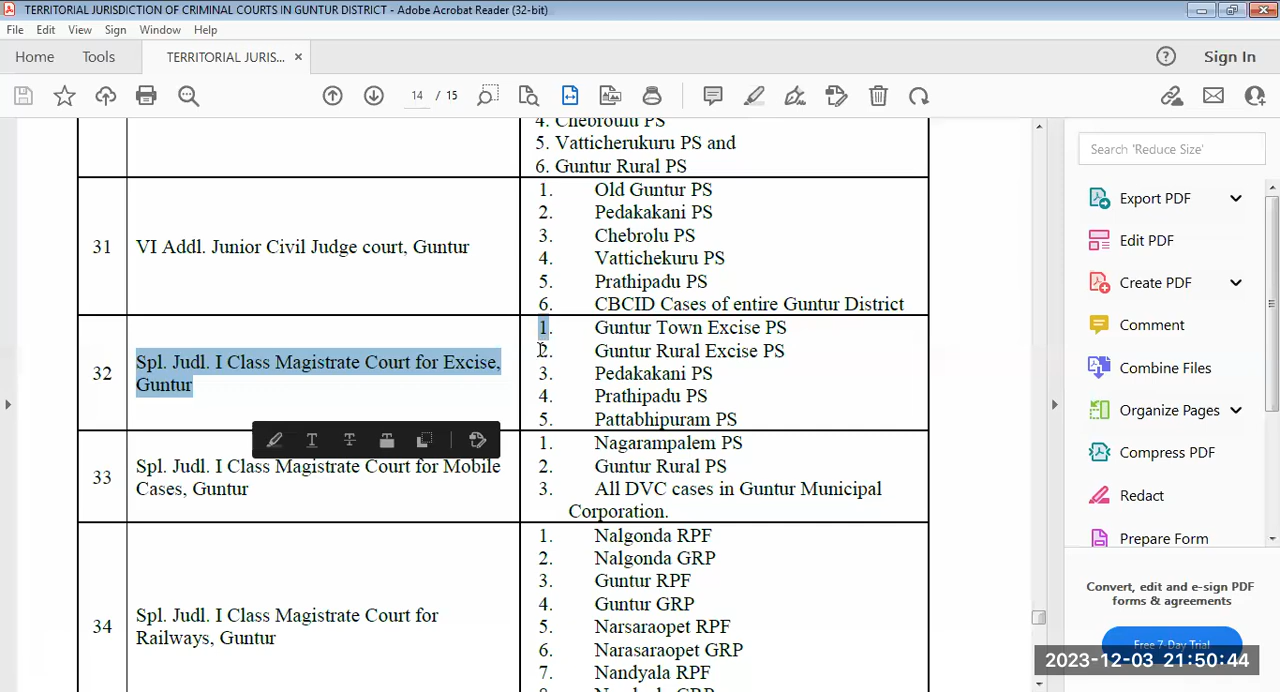 TERRITORIAL JURISDICTION OF CRIMINAL COURTS IN GUNTUR DISTRICT - Adobe Acrobat Reader (32-bit)
File Edit View Sign Window Help
Home Tools TERRITORIAL JURIS... × Sign In
14 / 15
4. Chebroulu PS
5. Vatticherukuru PS and
6. Guntur Rural PS
31 VI Addl. Junior Civil Judge court, Guntur
1. Old Guntur PS
2. Pedakakani PS
3. Chebrolu PS
4. Vattichekuru PS
5. Prathipadu PS
6. CBCID Cases of entire Guntur District
32 Spl. Judl. I Class Magistrate Court for Excise,
Guntur
1. Guntur Town Excise PS
2. Guntur Rural Excise PS
3. Pedakakani PS
4. Prathipadu PS
5. Pattabhipuram PS
33 Spl. Judl. I Class Magistrate Court for Mobile
Cases, Guntur
1. Nagarampalem PS
2. Guntur Rural PS
3. All DVC cases in Guntur Municipal
Corporation.
34 Spl. Judl. I Class Magistrate Court for
Railways, Guntur
1. Nalgonda RPF
2. Nalgonda GRP
3. Guntur RPF
4. Guntur GRP
5. Narsaraopet RPF
6. Narasaraopet GRP
7. Nandyala RPF
Search 'Reduce Size'
Export PDF
Edit PDF
Create PDF
Comment
Combine Files
Organize Pages
Compress PDF
Redact
Prepare Form
Convert, edit and e-sign PDF
forms & agreements
Free 7-Day Trial
2023-12-03 21:50:44